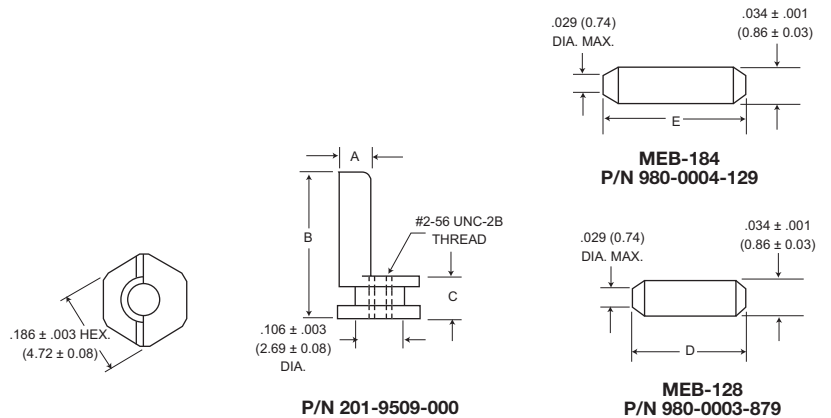 .029 (0.74)
DIA. MAX.
.034 ± .001
(0.86 ± 0.03)
E
MEB-184
P/N 980-0004-129
A
B
#2-56 UNC-2B
THREAD
C
.186 ± .003 HEX.
(4.72 ± 0.08)
.106 ± .003
(2.69 ± 0.08)
DIA.
P/N 201-9509-000
.029 (0.74)
DIA. MAX.
.034 ± .001
(0.86 ± 0.03)
D
MEB-128
P/N 980-0003-879